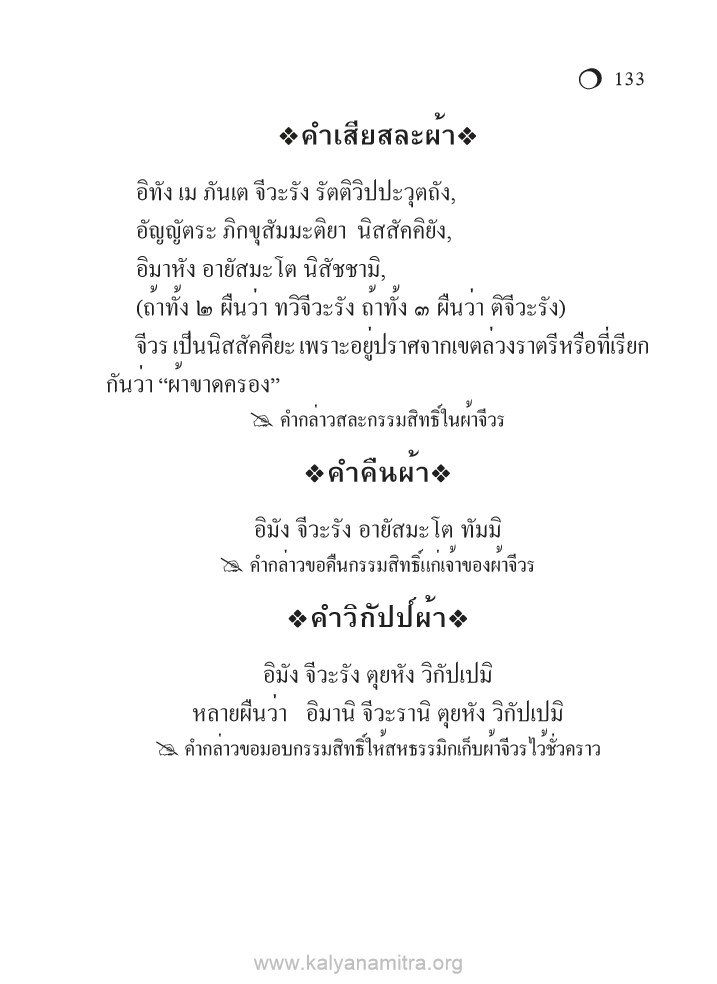 133
❖คำเสียสละผ้า❖
อิทัง เม ภันเต จีวะรัง รัตติวิปปะวุตถัง,
อัญญัตระ ภิกขุสัมมะติยา นิสสัคคิยัง,
อิมาหัง อายัสมะโต นิสัชชามิ,
(ถ้าทั้ง ๒ ผืนว่า ทวิจีวะรัง ถ้าทั้ง ๓ ผืนว่า ติจีวะรัง)
จีวร เป็นนิสสัคคียะ เพราะอยู่ปราศจากเขตล่วงราตรีหรือที่เรียก
กันว่า “ผ้าขาดครอง”
คำกล่าวสละกรรมสิทธิ์ในผ้าจีวร
❖คำคืนผ้า❖
อิมัง จีวะรัง อายัสมะโต ทัมมิ
คำกล่าวขอคืนกรรมสิทธิ์แก่เจ้าของผ้าจีวร
❖คำวิกัปป์ผ้า❖
อิมัง จีวะรัง ตุยหัง วิกัปเปมิ
หลายผืนว่า อิมานิ จีวะรานิ ตุยหัง วิกัปเปมิ
คำกล่าวขอมอบกรรมสิทธิ์ให้สหธรรมิกเก็บผ้าจีวรไว้ชั่วคราว
www.kalyanamitra.org